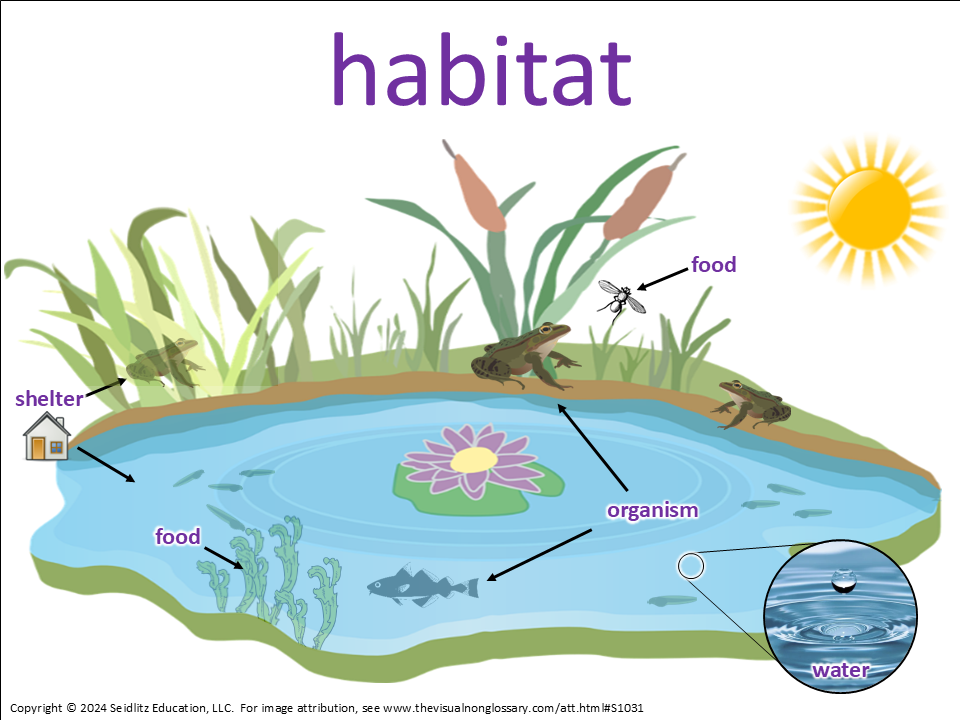 habitat
food
shelter
organism
food
water
Copyright © 2024 Seidlitz Education, LLC.  For image attribution, see www.thevisualnonglossary.com/att.html#S1031